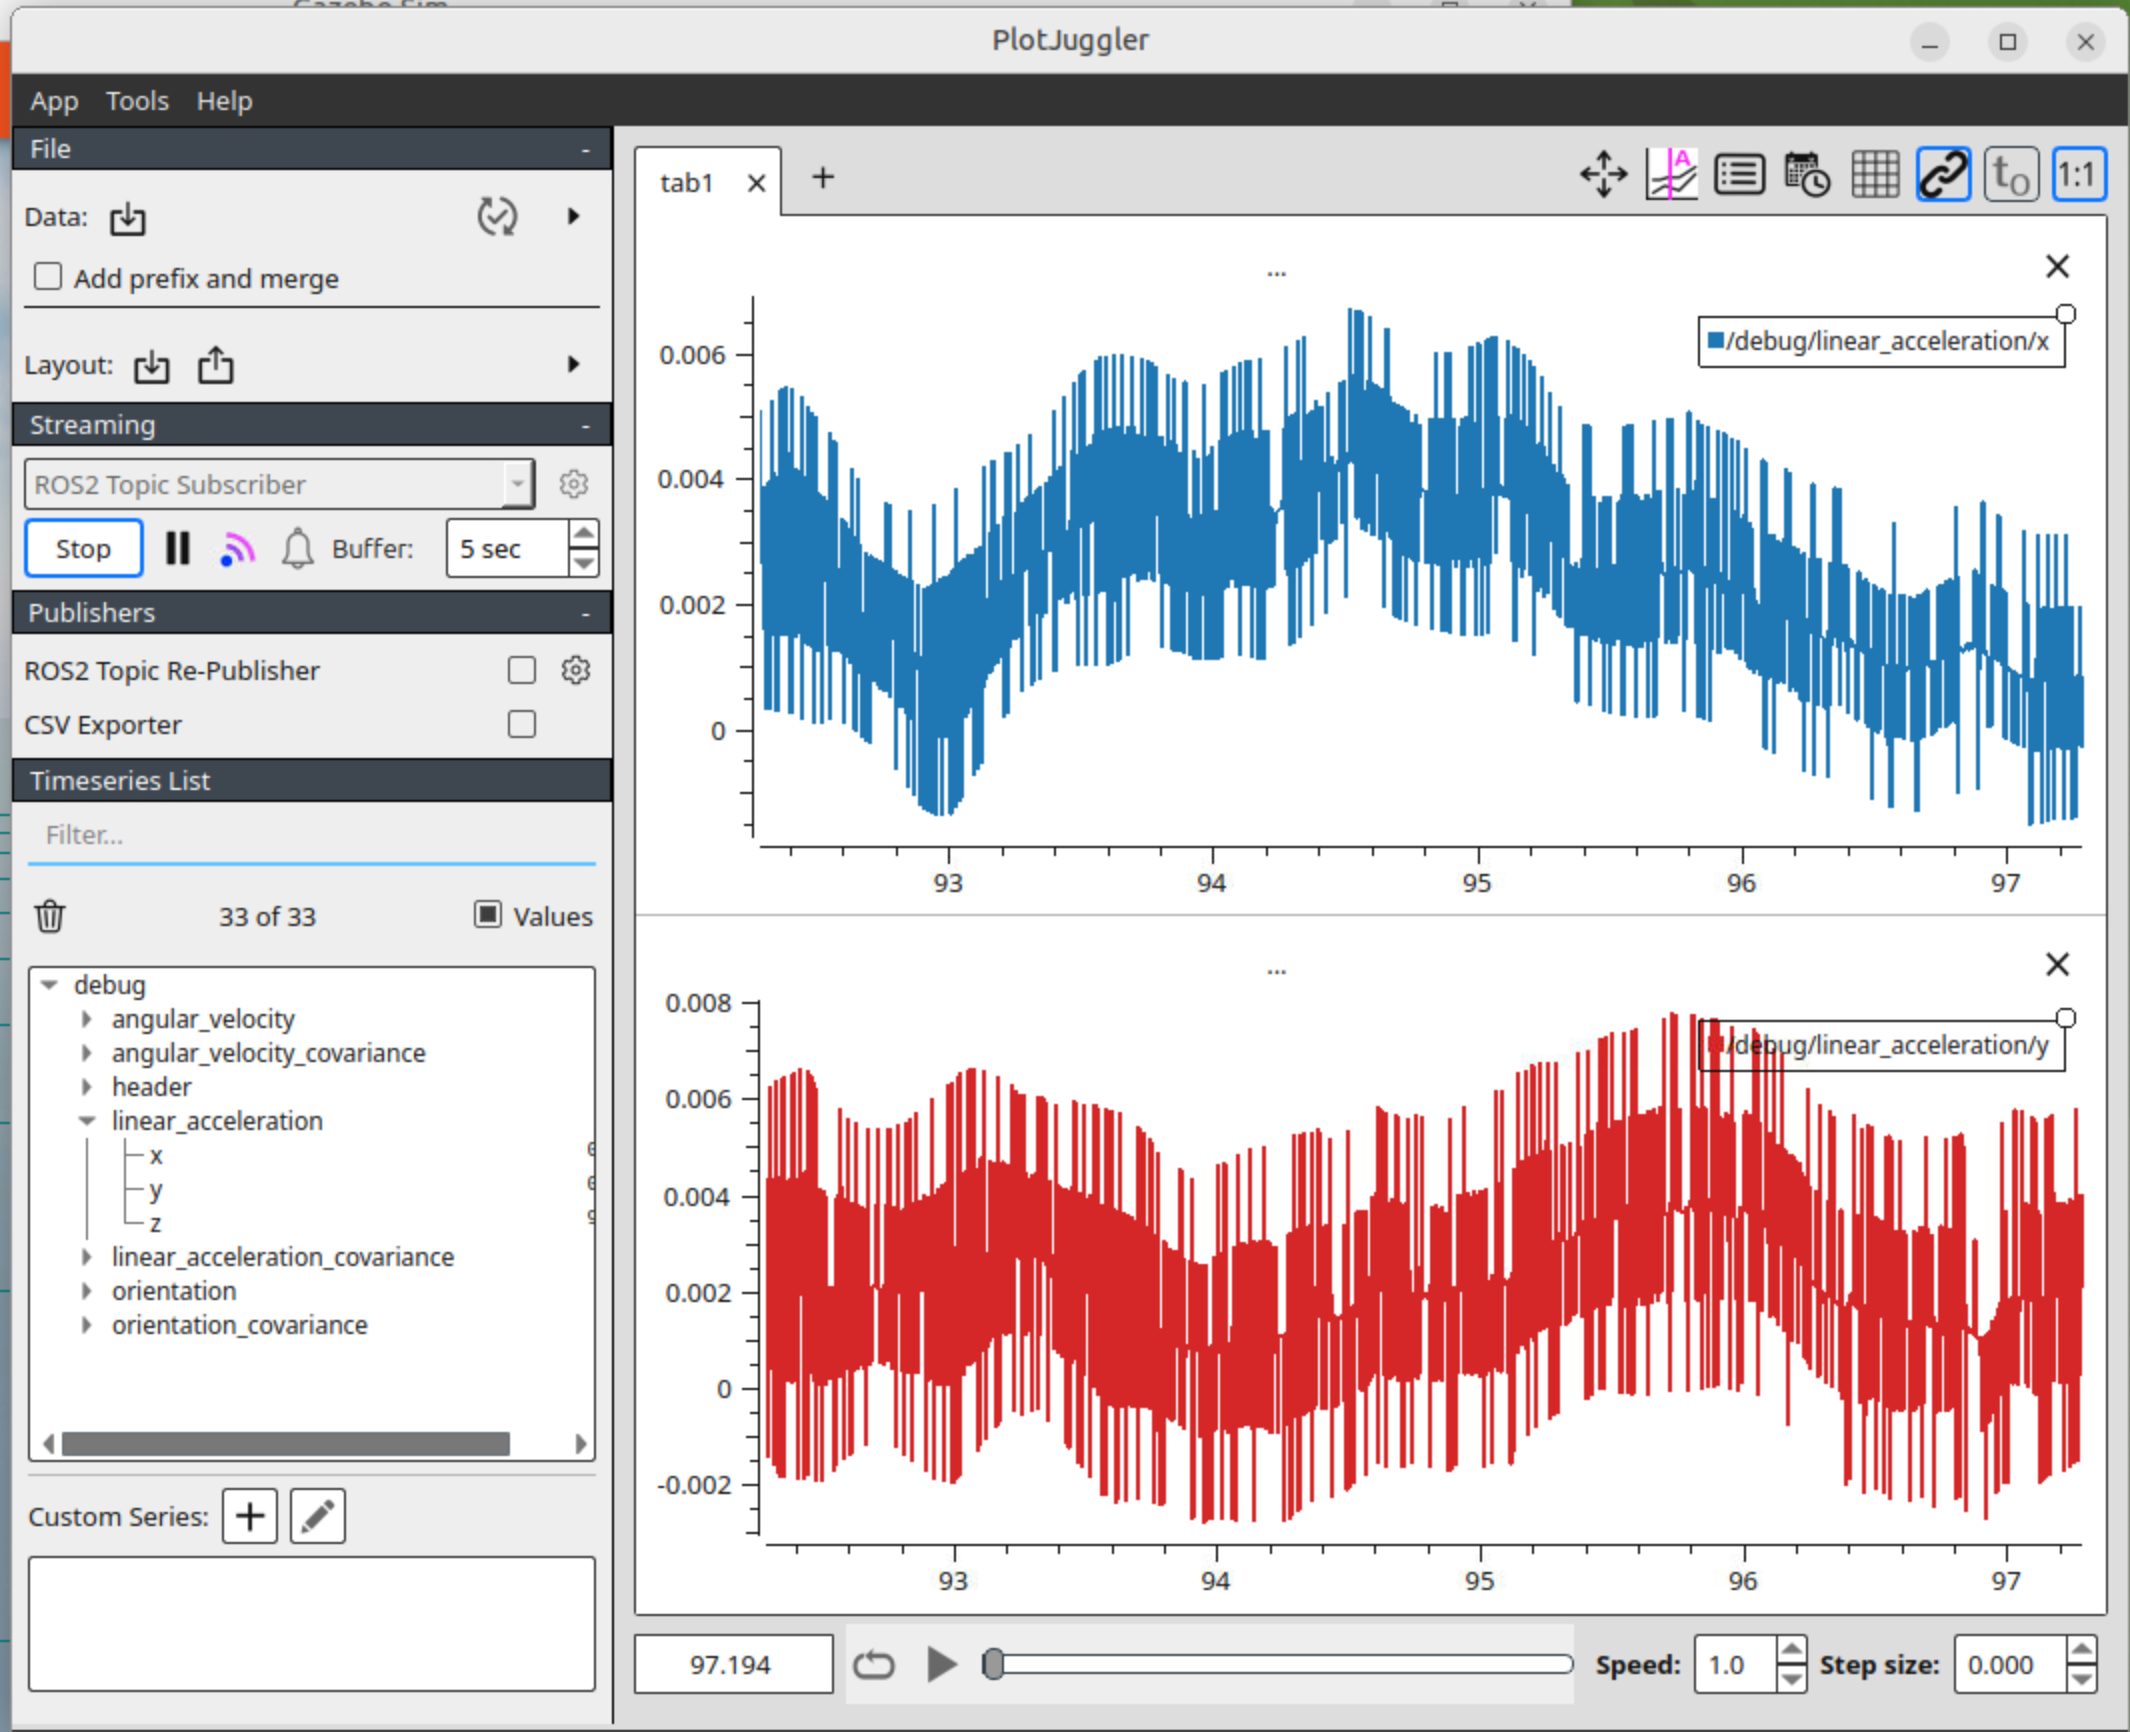 PlotJuggler
App Tools Help
File -
Data:
Add prefix and merge
Layout:
Streaming -
ROS2 Topic Subscriber
Stop Buffer: 5 sec
Publishers -
ROS2 Topic Re-Publisher
CSV Exporter
Timeseries List
Filter...
33 of 33 Values
debug
angular_velocity
angular_velocity_covariance
header
linear_acceleration
x
y
z
linear_acceleration_covariance
orientation
orientation_covariance
Custom Series:
tab1
A
t0
1:1
...
/debug/linear_acceleration/x
0.006
0.004
0.002
0
93 94 95 96 97
...
/debug/linear_acceleration/y
0.008
0.006
0.004
0.002
0
-0.002
93 94 95 96 97
97.194 Speed: 1.0 Step size: 0.000